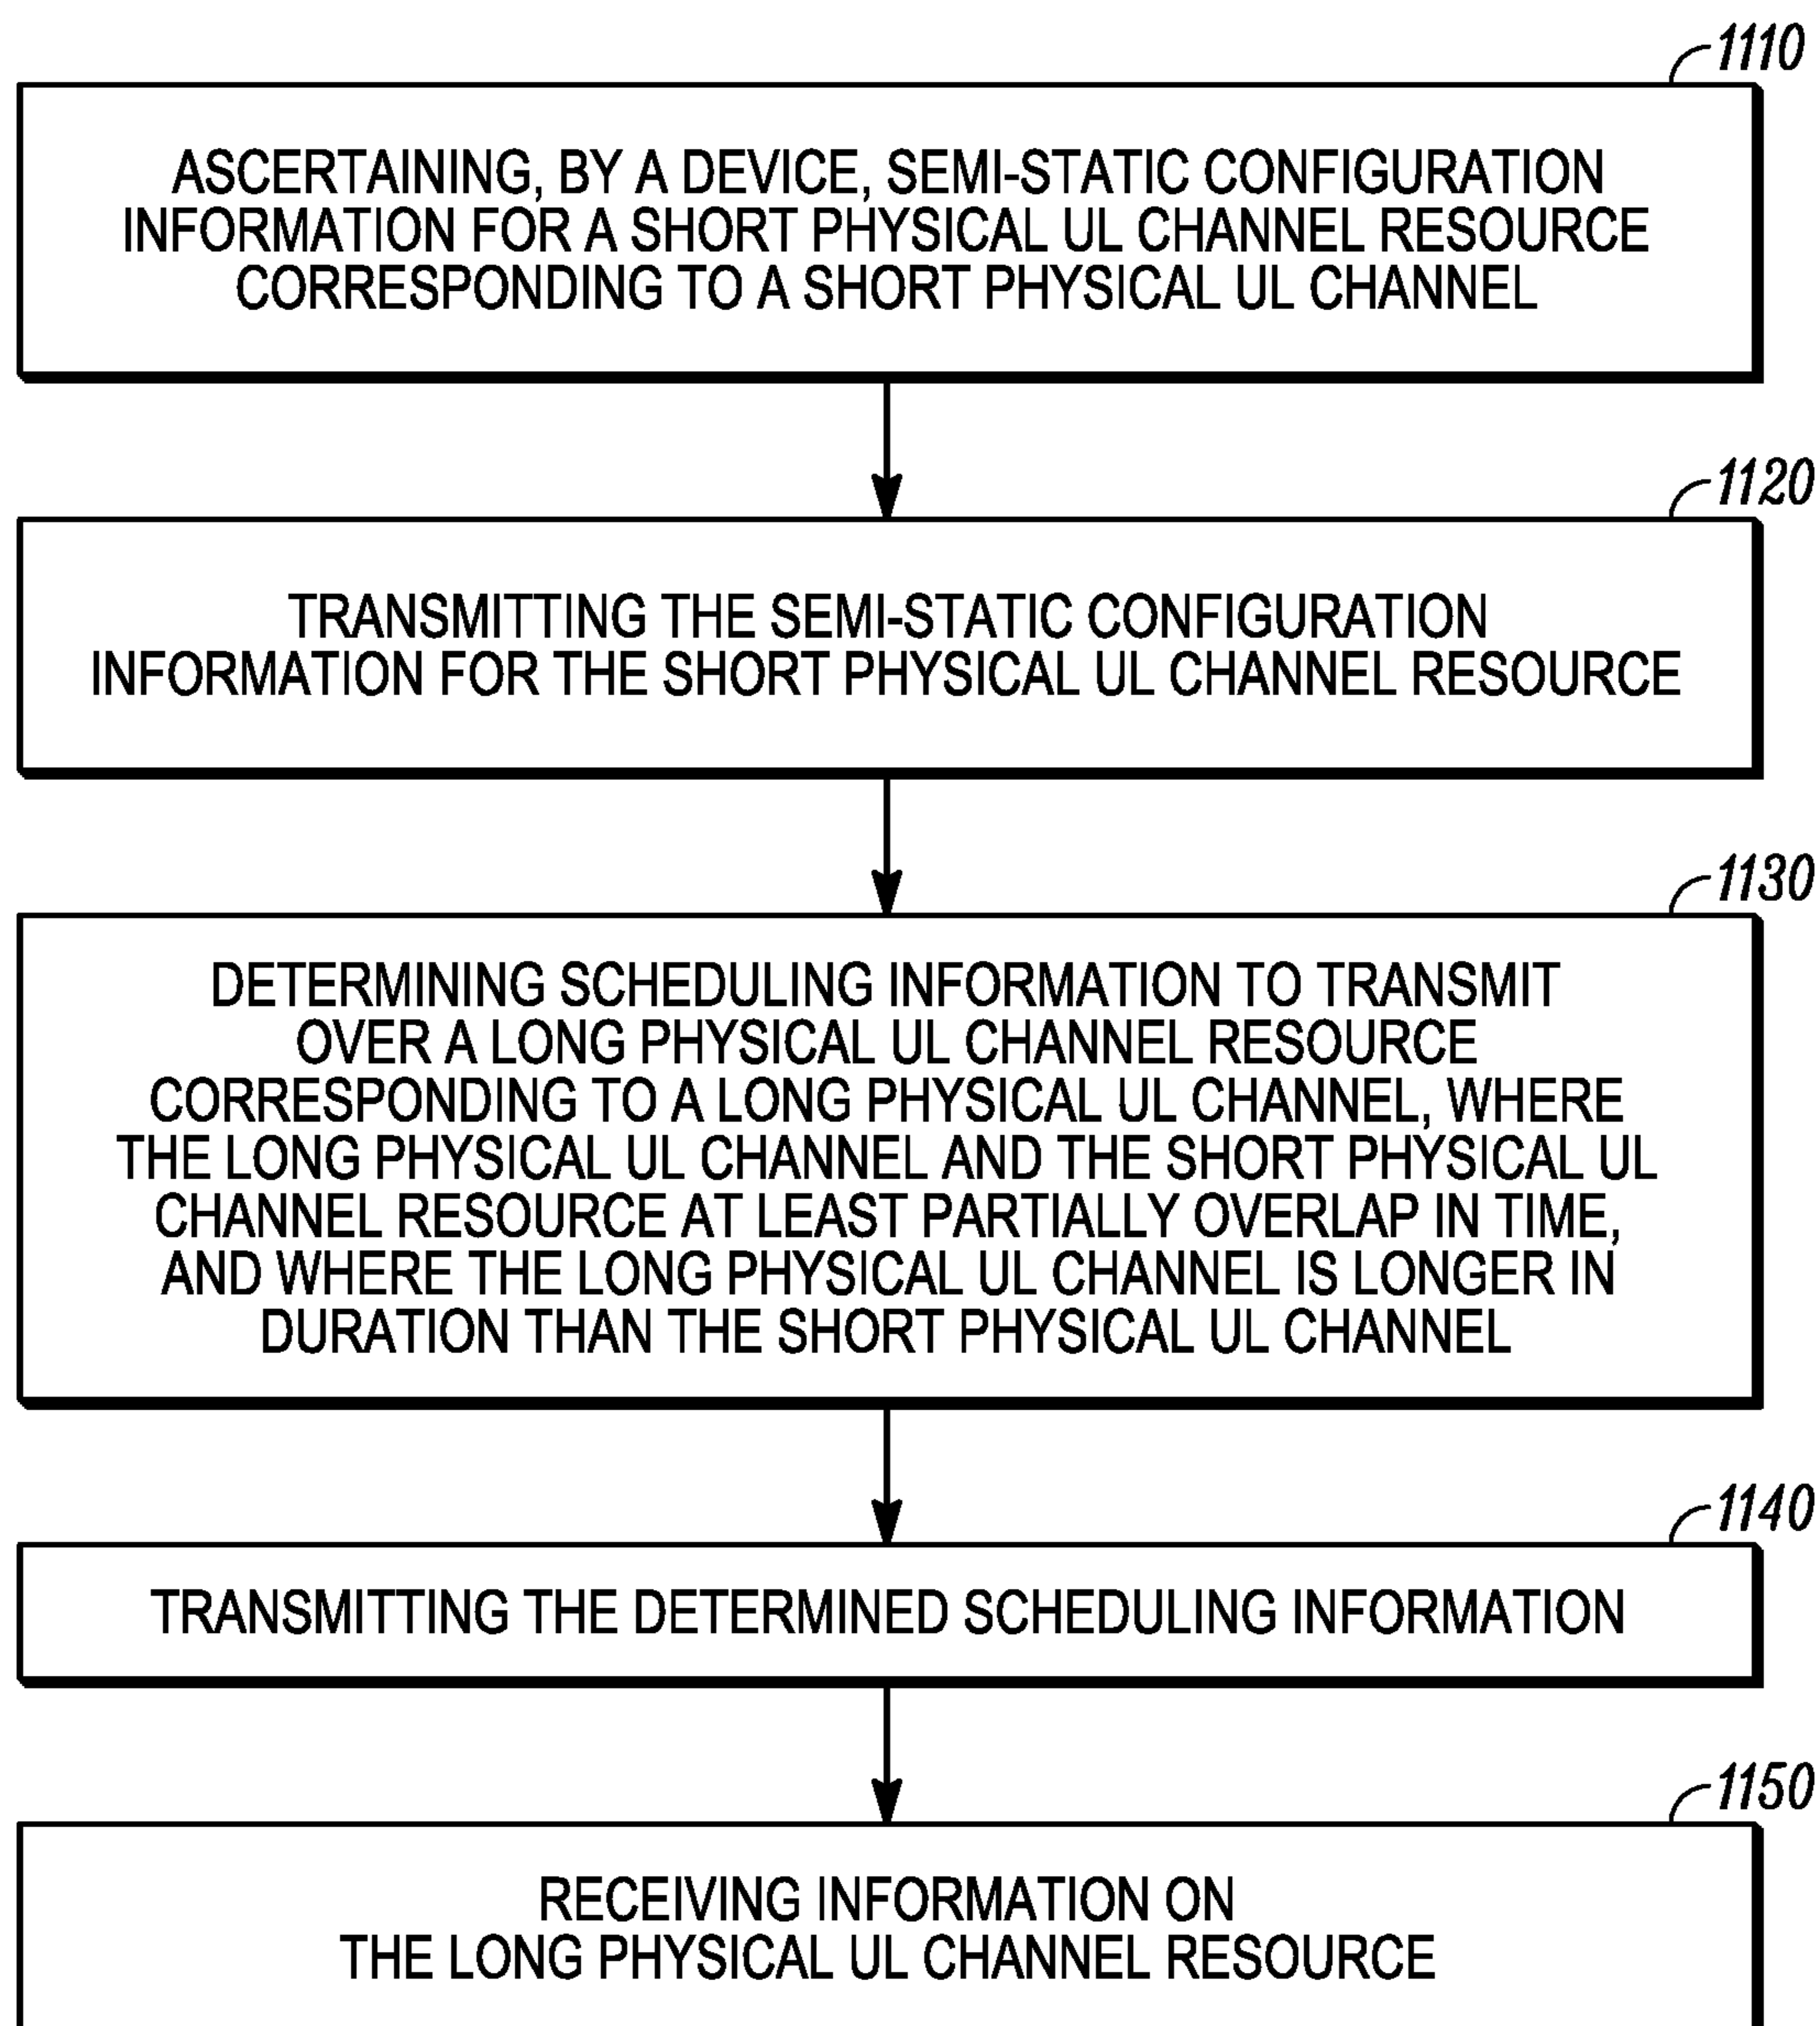 1110
ASCERTAINING, BY A DEVICE, SEMI-STATIC CONFIGURATION
INFORMATION FOR A SHORT PHYSICAL UL CHANNEL RESOURCE
CORRESPONDING TO A SHORT PHYSICAL UL CHANNEL
1120
TRANSMITTING THE SEMI-STATIC CONFIGURATION
INFORMATION FOR THE SHORT PHYSICAL UL CHANNEL RESOURCE
1130
DETERMINING SCHEDULING INFORMATION TO TRANSMIT
OVER A LONG PHYSICAL UL CHANNEL RESOURCE
CORRESPONDING TO A LONG PHYSICAL UL CHANNEL, WHERE
THE LONG PHYSICAL UL CHANNEL AND THE SHORT PHYSICAL UL
CHANNEL RESOURCE AT LEAST PARTIALLY OVERLAP IN TIME,
AND WHERE THE LONG PHYSICAL UL CHANNEL IS LONGER IN
DURATION THAN THE SHORT PHYSICAL UL CHANNEL
1140
TRANSMITTING THE DETERMINED SCHEDULING INFORMATION
1150
RECEIVING INFORMATION ON
THE LONG PHYSICAL UL CHANNEL RESOURCE